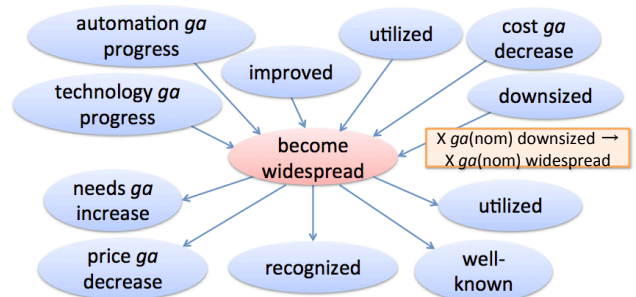 automation ga
progress
utilized
cost ga
decrease
improved
technology ga
progress
downsized
X ga(nom) downsized →
X ga(nom) widespread
become
widespread
needs ga
increase
utilized
price ga
decrease
recognized
well-
known